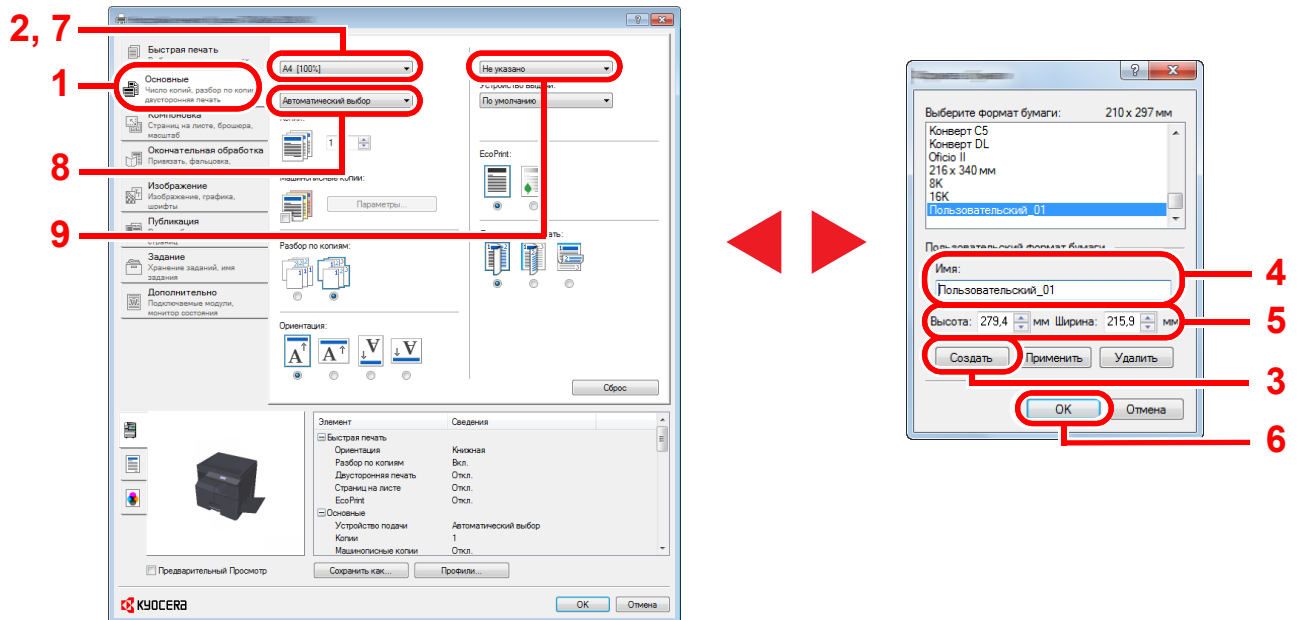 2, 7
1
8
9
Быстрая печать
Основные
Число копий, разбор по копиям
двусторонняя печать
Компоновка
Страниц на листе, брошюра,
масштаб
Окончательная обработка
Привязать, фальцовка,
Изображение
Изображение, графика,
шрифты
Публикация
страниц
Задание
Хранение заданий, имя
задания
Дополнительно
Подключаемые модули,
монитор состояния
A4 [100%]
Автоматический выбор
Копии:
1
Машинописные копии:
Параметры...
Разбор по копиям:
Ориентация:
Не указано
Устройство выдачи:
По умолчанию
EcoPrint:
Сброс
Элемент Сведения
Быстрая печать
Ориентация Книжная
Разбор по копиям Вкл.
Двусторонняя печать Откл.
Страниц на листе Откл.
EcoPrint Откл.
Основные
Устройство подачи Автоматический выбор
Копии 1
Машинописные копии Откл.
Предварительный Просмотр
Сохранить как...
Профили...
KYOCERA
OK
Отмена
Выберите формат бумаги: 210 x 297 мм
Конверт C5
Конверт DL
Oficio II
216 x 340 мм
8K
16K
Пользовательский_01
Пользовательский формат бумаги
Имя:
Пользовательский_01
Высота: 279,4 мм Ширина: 215,9 мм
Создать
Применить
Удалить
OK
Отмена
4
5
3
6